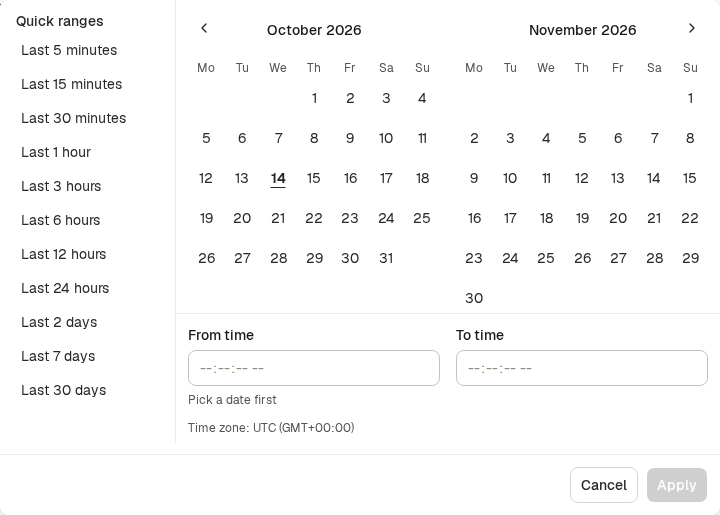 Quick ranges
Last 5 minutes
Last 15 minutes
Last 30 minutes
Last 1 hour
Last 3 hours
Last 6 hours
Last 12 hours
Last 24 hours
Last 2 days
Last 7 days
Last 30 days
October 2026
Mo Tu We Th Fr Sa Su
1 2 3 4
5 6 7 8 9 10 11
12 13 14 15 16 17 18
19 20 21 22 23 24 25
26 27 28 29 30 31
November 2026
Mo Tu We Th Fr Sa Su
1
2 3 4 5 6 7 8
9 10 11 12 13 14 15
16 17 18 19 20 21 22
23 24 25 26 27 28 29
30
From time
--:--:-- --
Pick a date first
To time
--:--:-- --
Time zone: UTC (GMT+00:00)
Cancel
Apply